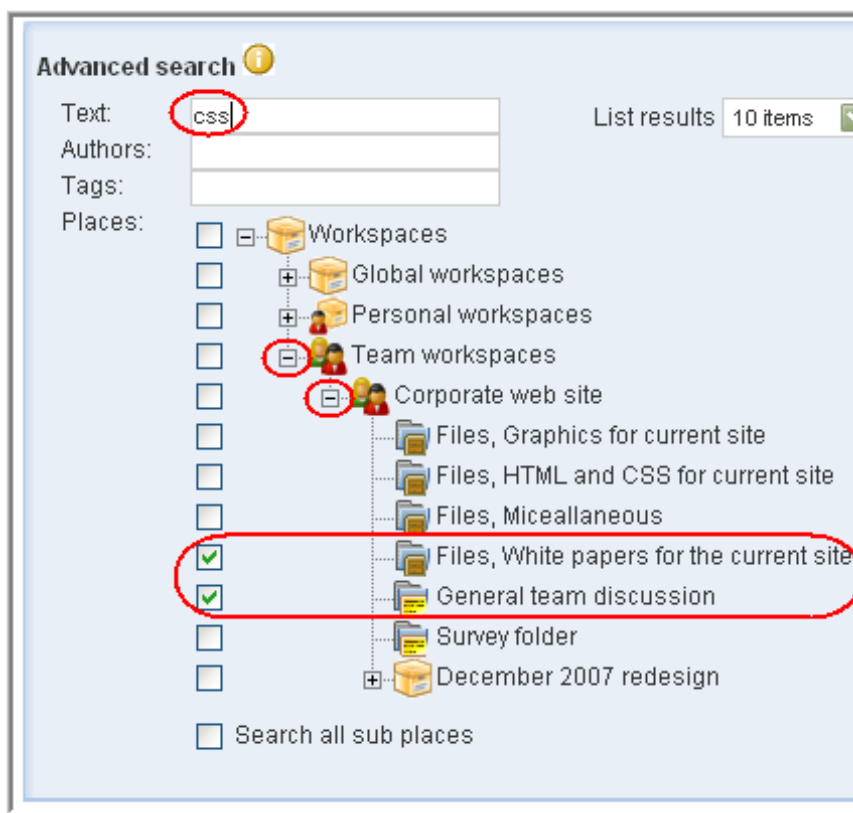 Advanced search
Text: css List results 10 items
Authors:
Tags:
Places:
Workspaces
Global workspaces
Personal workspaces
Team workspaces
Corporate web site
Files, Graphics for current site
Files, HTML and CSS for current site
Files, Miceallaneous
Files, White papers for the current site
General team discussion
Survey folder
December 2007 redesign
Search all sub places